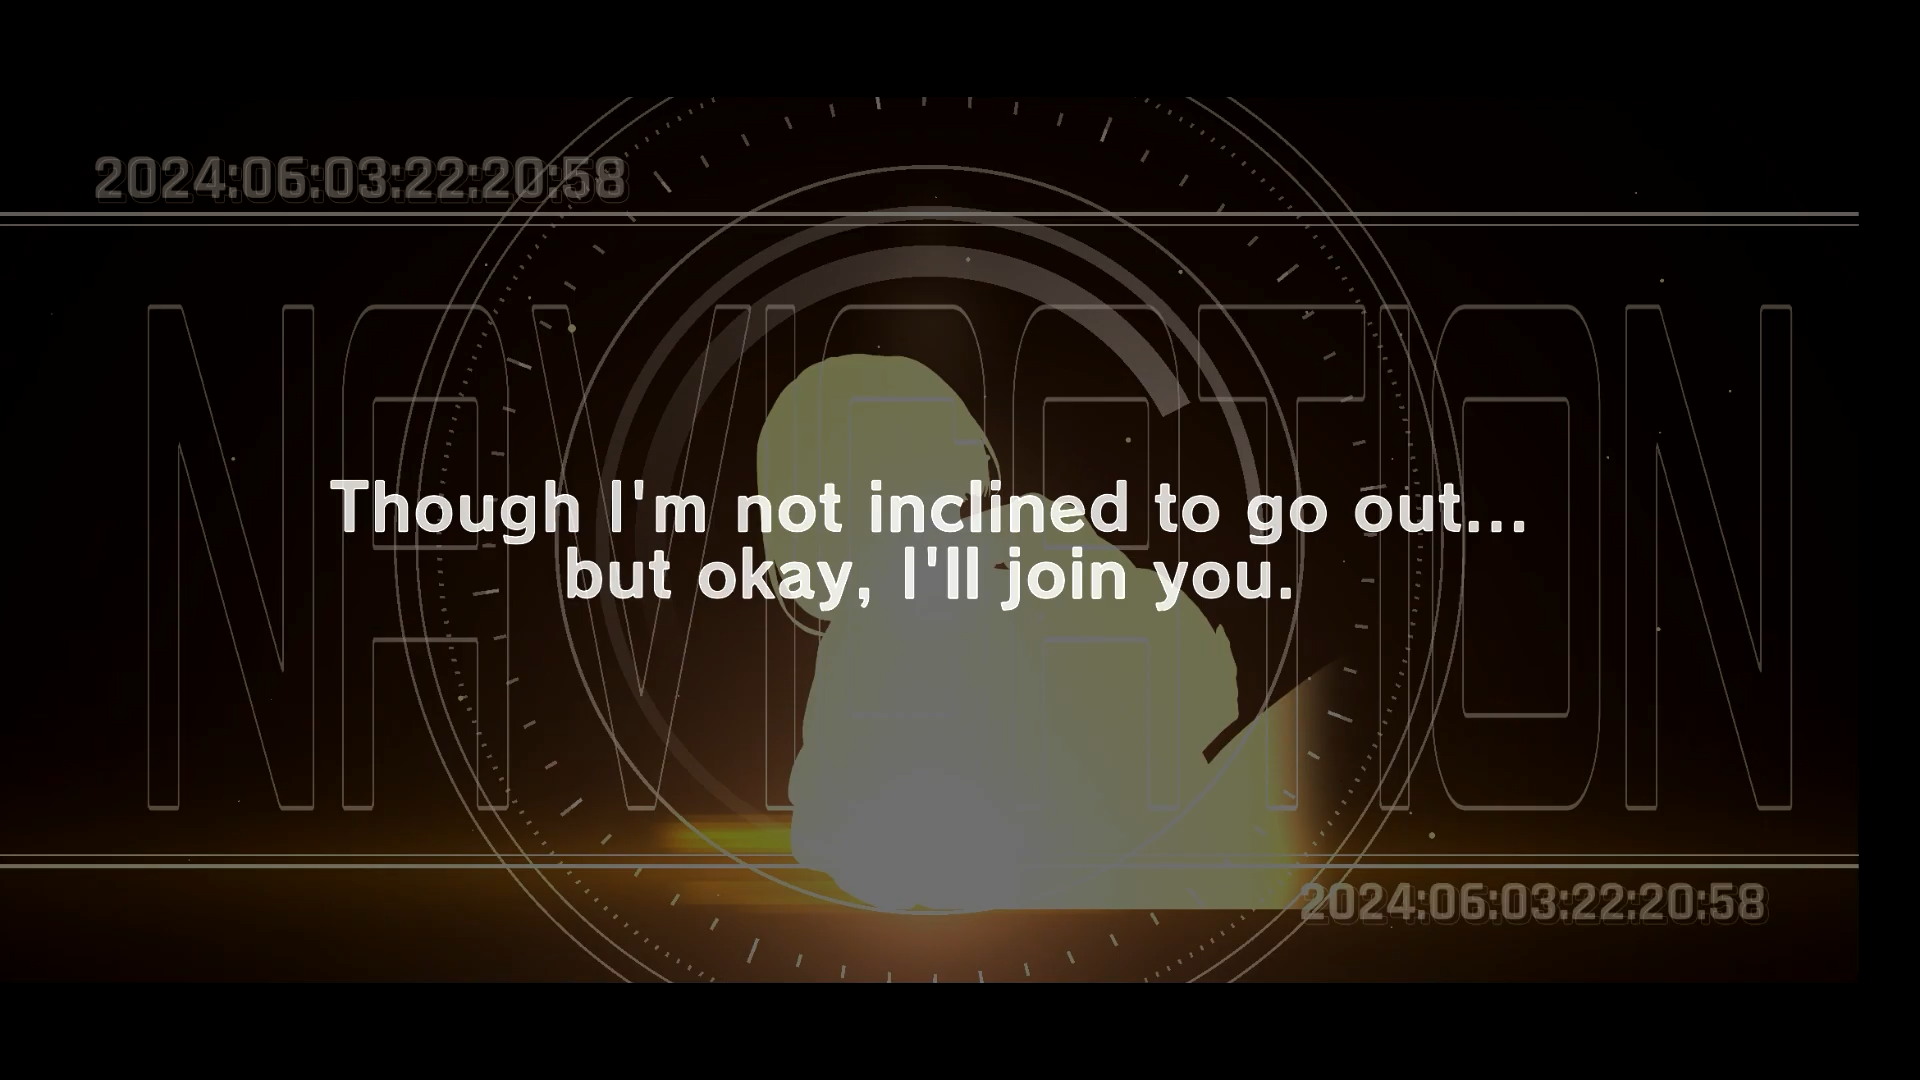 2024:06:03:22:20:58
NAVIGATION
Though I'm not inclined to go out...
but okay, I'll join you.
2024:06:03:22:20:58